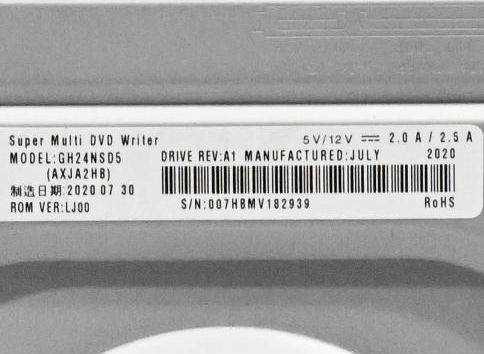 Super Multi DVD Writer 5V/12V ⎓ 2.0 A / 2.5 A
MODEL:GH24NSD5 DRIVE REV:A1 MANUFACTURED:JULY 2020
(AXJA2HB)
制造日期:2020 07 30
ROM VER:LJ00 S/N:007HBMV182939 RoHS